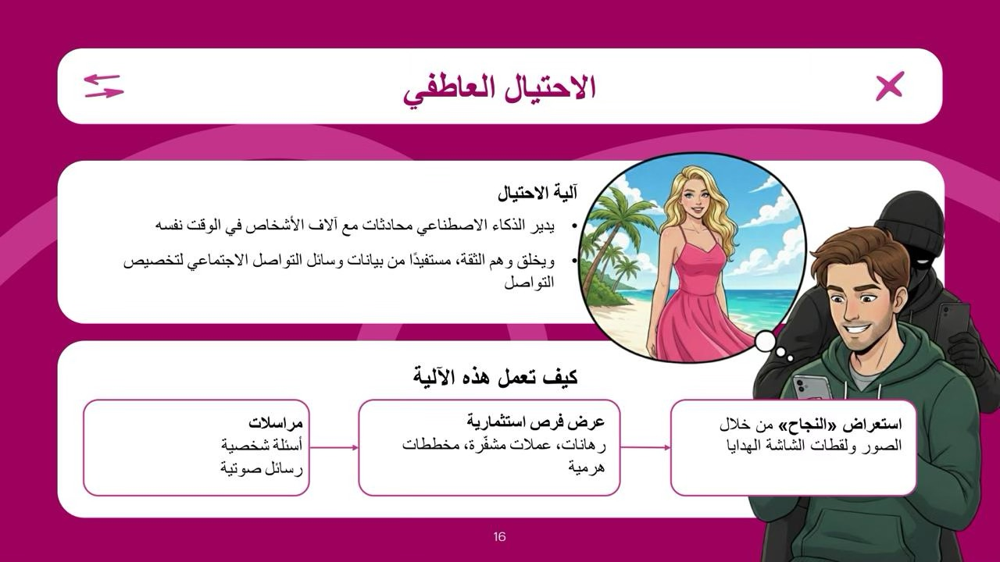 الاحتيال العاطفي
آلية الاحتيال
• يدير الذكاء الاصطناعي محادثات مع آلاف الأشخاص في الوقت نفسه
• ويخلق وهم الثقة، مستفيدًا من بيانات وسائل التواصل الاجتماعي لتخصيص
التواصل
كيف تعمل هذه الآلية
مراسلات
أسئلة شخصية
رسائل صوتية
عرض فرص استثمارية
رهانات، عملات مشفّرة، مخططات
هرمية
استعراض «النجاح» من خلال
الصور ولقطات الشاشة الهدايا
16